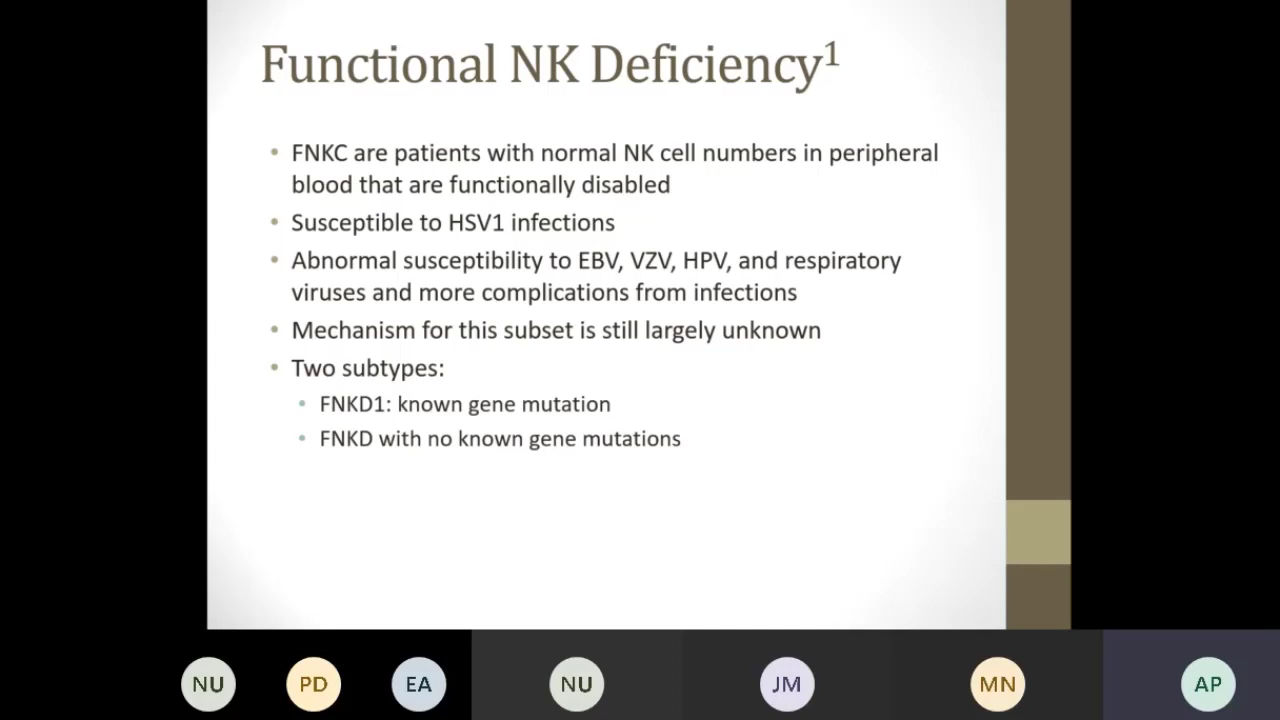 Functional NK Deficiency¹
• FNKC are patients with normal NK cell numbers in peripheral
blood that are functionally disabled
• Susceptible to HSV1 infections
• Abnormal susceptibility to EBV, VZV, HPV, and respiratory
viruses and more complications from infections
• Mechanism for this subset is still largely unknown
• Two subtypes:
• FNKD1: known gene mutation
• FNKD with no known gene mutations
NU PD EA NU JM MN AP